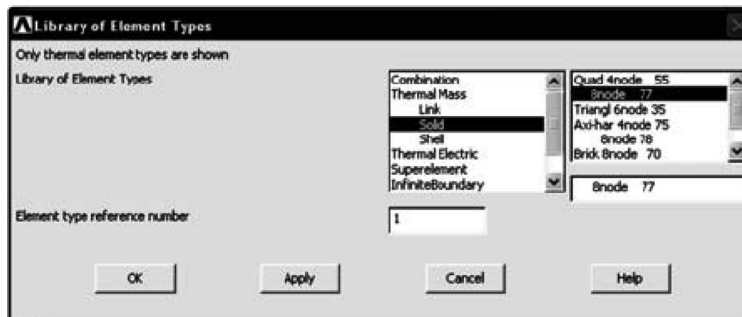 Library of Element Types
Only thermal element types are shown
Library of Element Types
Combination
Thermal Mass
Link
Solid
Shell
Thermal Electric
Superelement
InfiniteBoundary
Quad 4node 55
8node 77
Triangl 6node 35
Axi-har 4node 75
8node 78
Brick 8node 70
8node 77
Element type reference number
1
OK
Apply
Cancel
Help